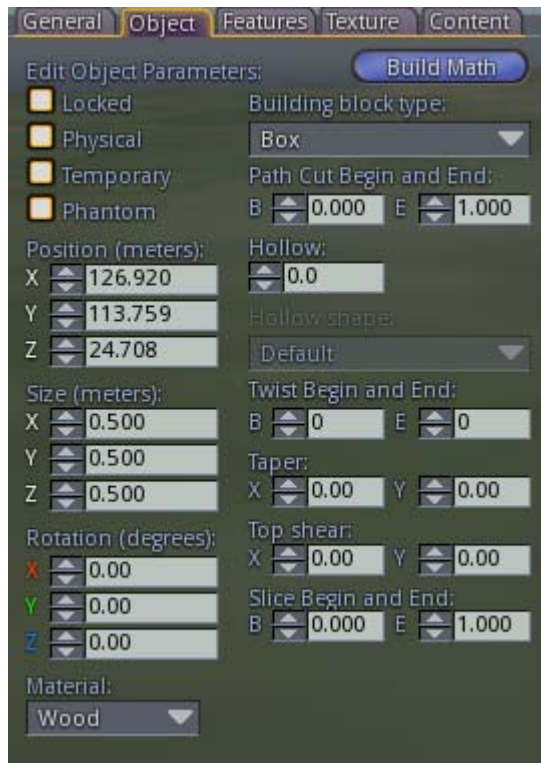 General Object Features Texture Content
Edit Object Parameters: Build Math
Locked
Physical
Temporary
Phantom
Position (meters):
X 126.920
Y 113.759
Z 24.708
Size (meters):
X 0.500
Y 0.500
Z 0.500
Rotation (degrees):
X 0.00
Y 0.00
Z 0.00
Material:
Wood
Building block type:
Box
Path Cut Begin and End:
B 0.000 E 1.000
Hollow:
0.0
Hollow shape:
Default
Twist Begin and End:
B 0 E 0
Taper:
X 0.00 Y 0.00
Top shear:
X 0.00 Y 0.00
Slice Begin and End:
B 0.000 E 1.000